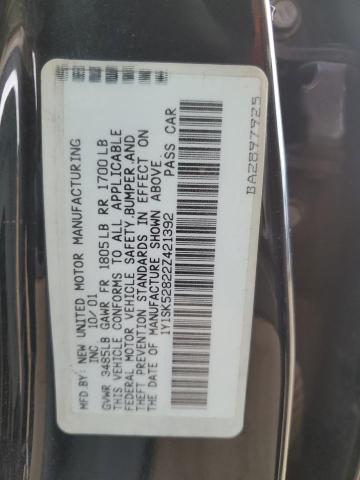 MFD.BY: NEW UNITED MOTOR MANUFACTURING
INC 10/01
GVWR 3485LB GAWR FR 1805LB RR 1700LB
THIS VEHICLE CONFORMS TO ALL APPLICABLE
FEDERAL MOTOR VEHICLE SAFETY,BUMPER,AND
THEFT PREVENTION STANDARDS IN EFFECT ON
THE DATE OF MANUFACTURE SHOWN ABOVE.
1Y1SK52822Z421392 PASS CAR
BA2897925